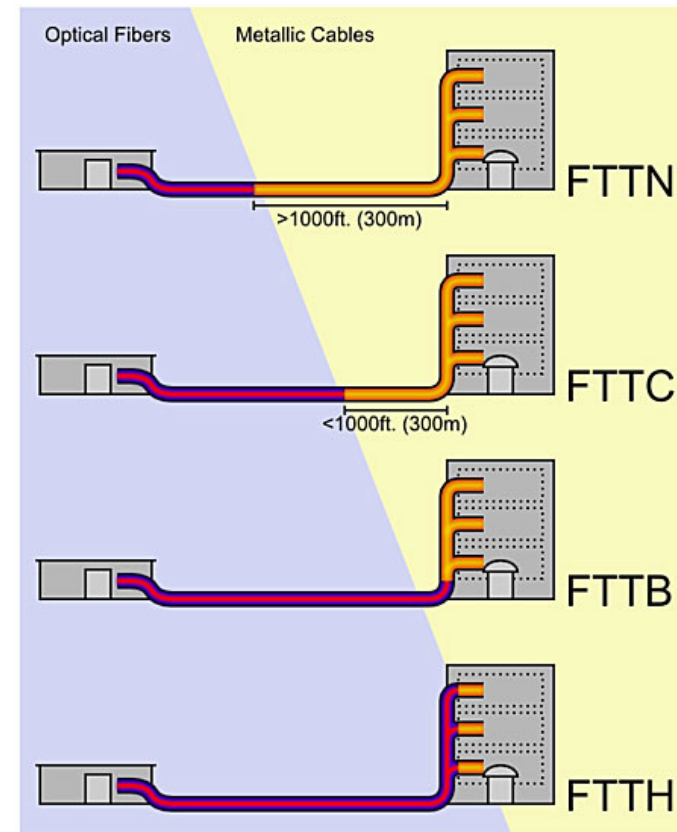 Optical Fibers
Metallic Cables
FTTN
>1000ft. (300m)
FTTC
<1000ft. (300m)
FTTB
FTTH